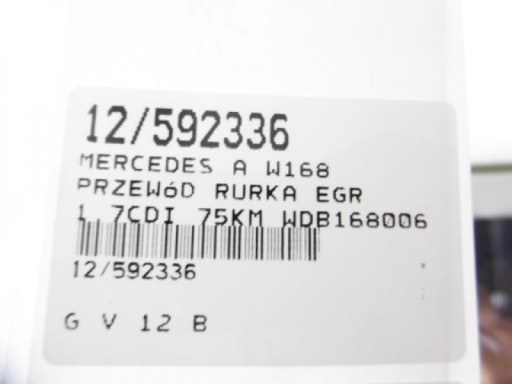 12/592336
MERCEDES A W168
PRZEWóD RURKA EGR
1.7CDI 75KM WDB168006
12/592336
G V 12 B